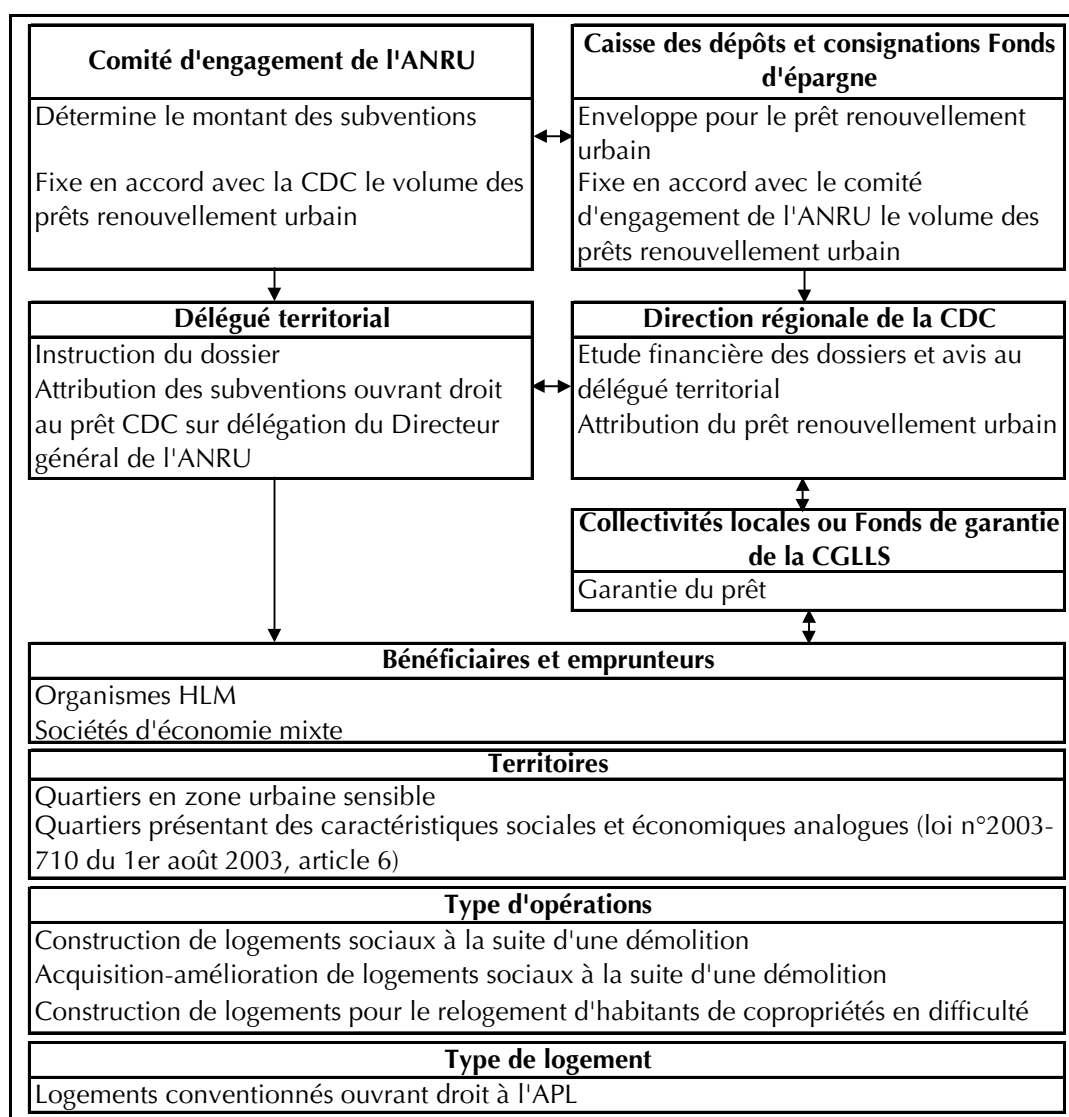 Comité d'engagement de l'ANRU
Détermine le montant des subventions
Fixe en accord avec la CDC le volume des
prêts renouvellement urbain
Caisse des dépôts et consignations Fonds
d'épargne
Enveloppe pour le prêt renouvellement
urbain
Fixe en accord avec le comité
d'engagement de l'ANRU le volume des
prêts renouvellement urbain
Délégué territorial
Instruction du dossier
Attribution des subventions ouvrant droit
au prêt CDC sur délégation du Directeur
général de l'ANRU
Direction régionale de la CDC
Etude financière des dossiers et avis au
délégué territorial
Attribution du prêt renouvellement urbain
Collectivités locales ou Fonds de garantie
de la CGLLS
Garantie du prêt
Bénéficiaires et emprunteurs
Organismes HLM
Sociétés d'économie mixte
Territoires
Quartiers en zone urbaine sensible
Quartiers présentant des caractéristiques sociales et économiques analogues (loi n°2003-
710 du 1er août 2003, article 6)
Type d'opérations
Construction de logements sociaux à la suite d'une démolition
Acquisition-amélioration de logements sociaux à la suite d'une démolition
Construction de logements pour le relogement d'habitants de copropriétés en difficulté
Type de logement
Logements conventionnés ouvrant droit à l'APL